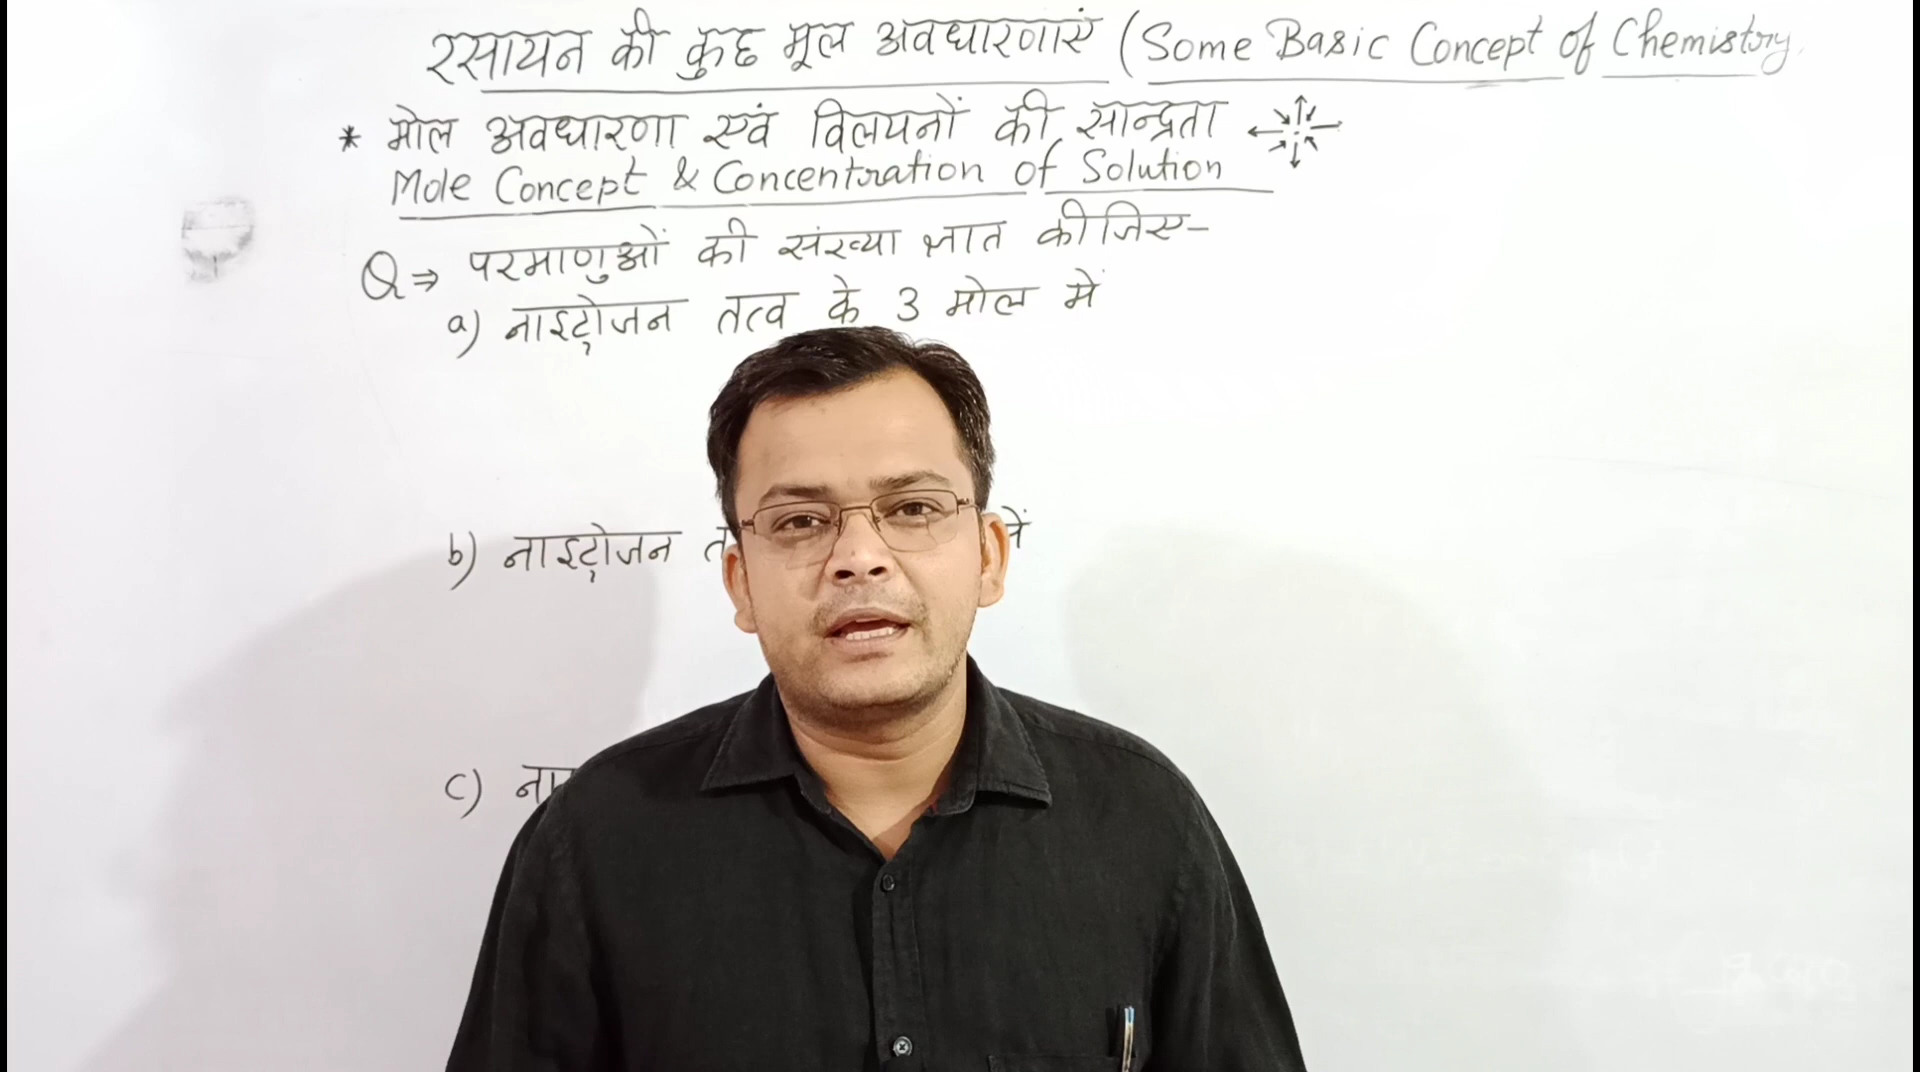 रसायन की कुछ मूल अवधारणाएं (Some Basic Concept of Chemistry
* मोल अवधारणा एवं विलयनों की सान्द्रता
Mole Concept & Concentration of Solution
Q ⇒ परमाणुओं की संख्या ज्ञात कीजिए-
a) नाइट्रोजन तत्व के 3 मोल में
b) नाइट्रोजन
c)